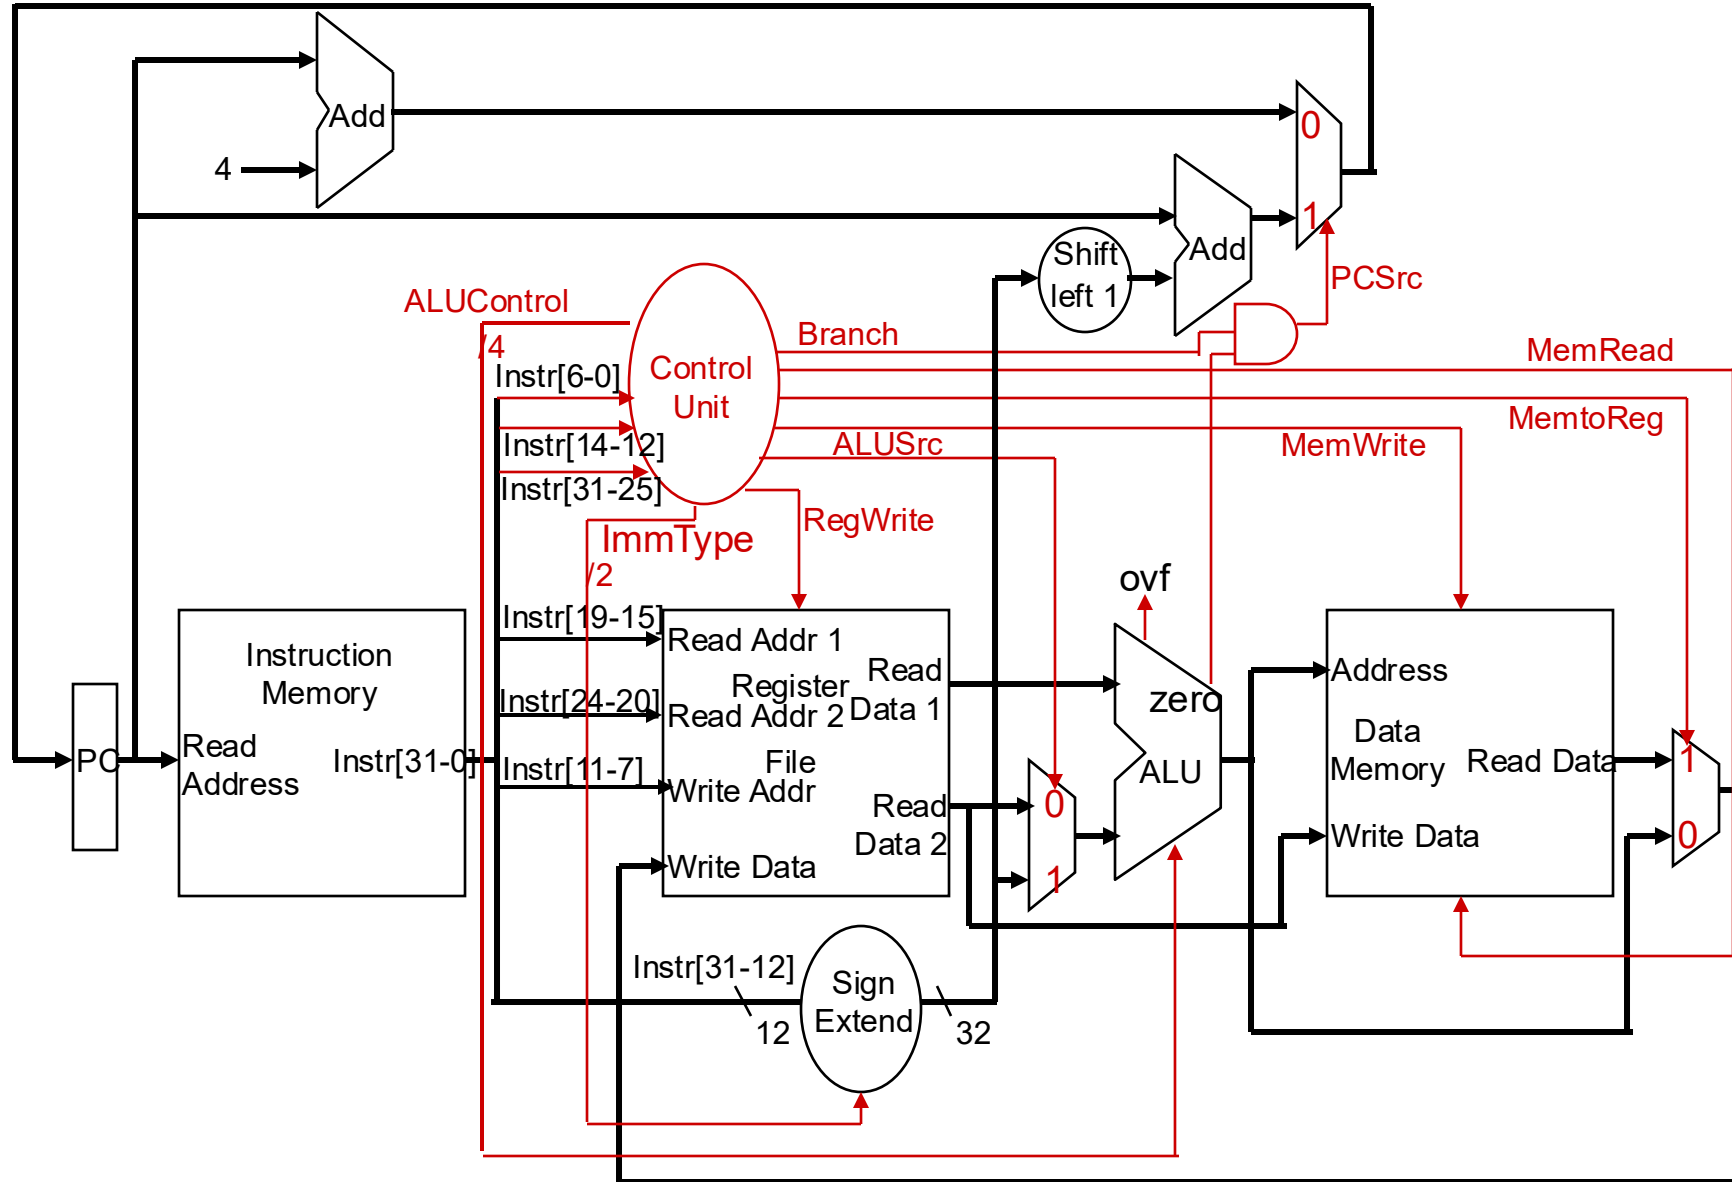 Add
4
0
1
Shift
left 1
Add
PCSrc
ALUControl
/4
Branch
MemRead
Control
Unit
Instr[6-0]
MemtoReg
Instr[14-12]
ALUSrc
MemWrite
Instr[31-25]
RegWrite
ImmType
/2
ovf
Instr[19-15]
Read Addr 1
Instruction
Memory
Read
Data 1
Register
File
Instr[24-20]
Read Addr 2
zero
Address
PC
Read
Address
Instr[31-0]
Instr[11-7]
Write Addr
Read
Data 2
0
1
ALU
Data
Memory
Read Data
1
0
Write Data
Write Data
Instr[31-12]
12
Sign
Extend
32